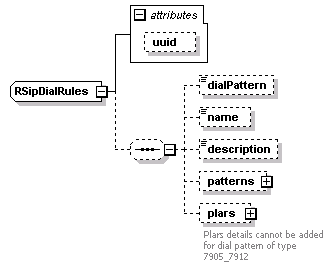 attributes
uuid
RSipDialRules
dialPattern
name
description
patterns
plars
Plars details cannot be added
for dial pattern of type
7905_7912